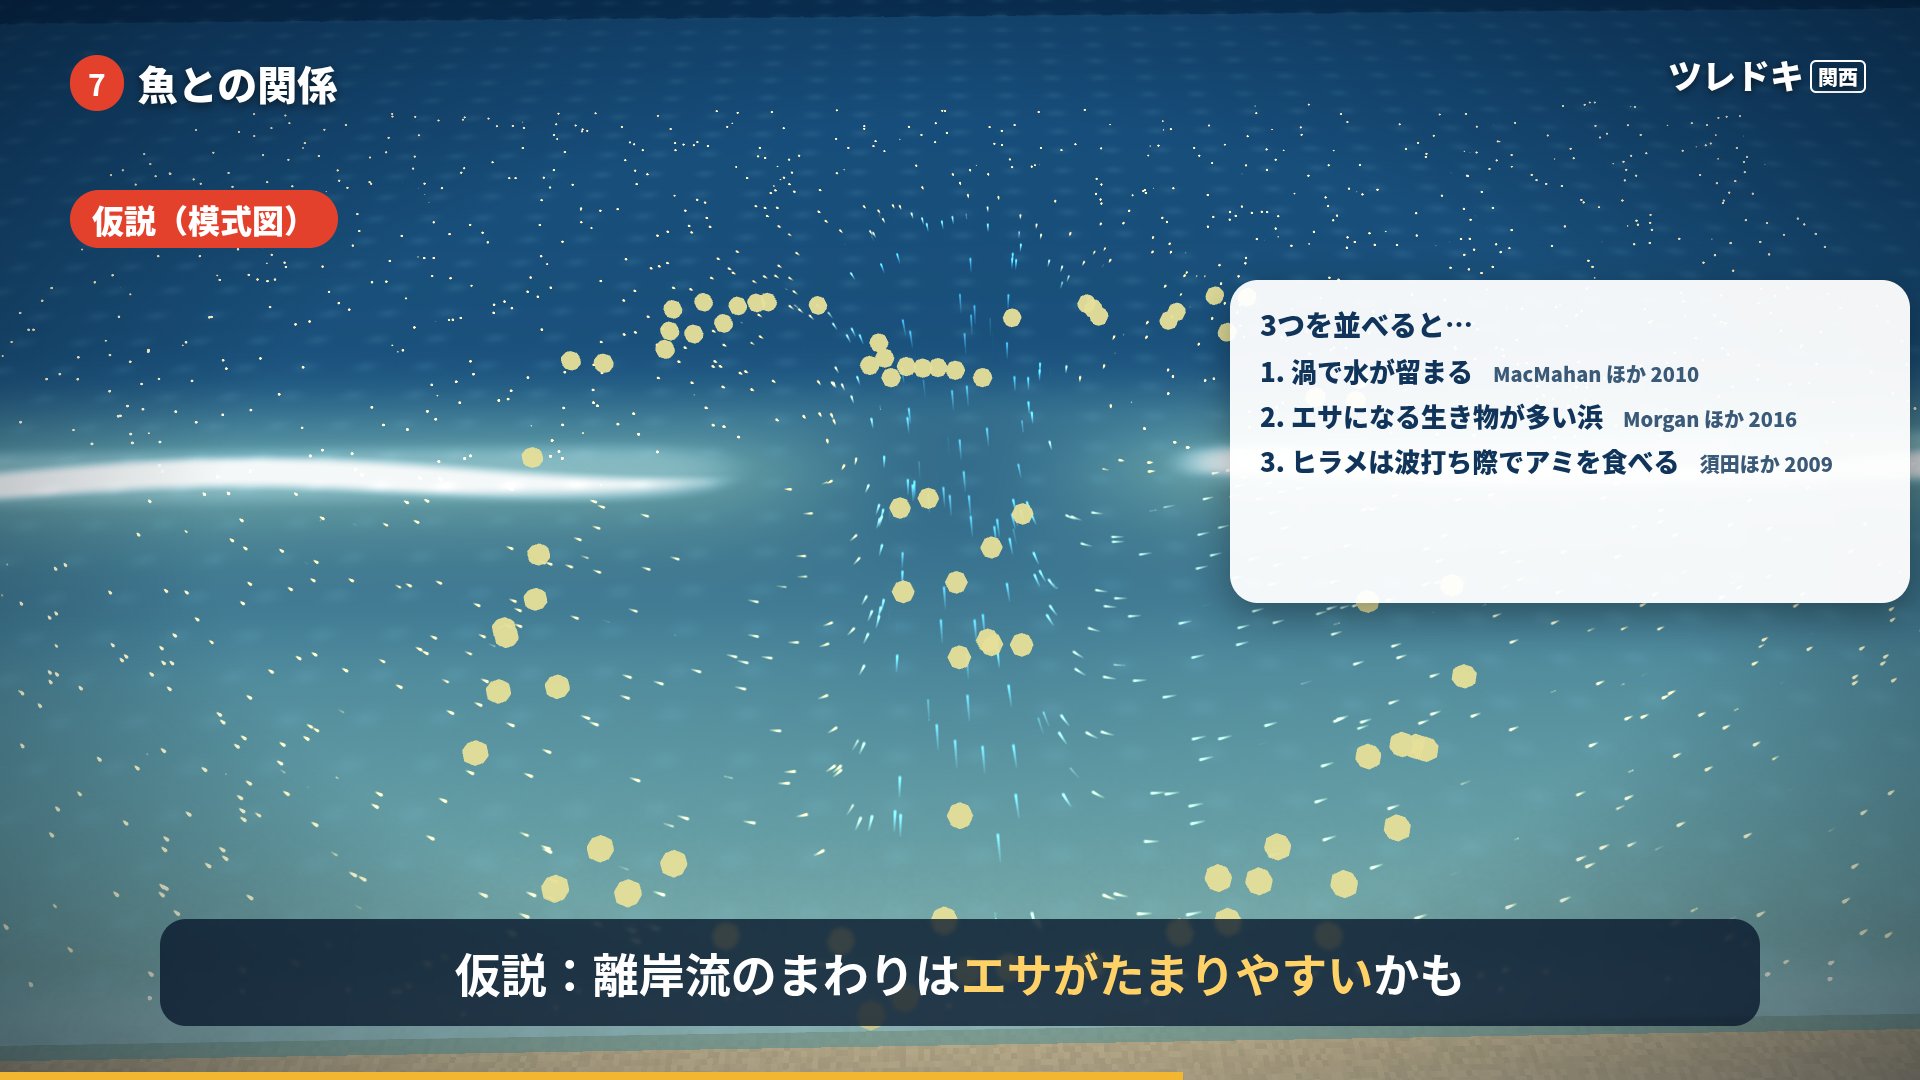 7 魚との関係
ツレドキ 関西
仮説（模式図）
3つを並べると…
1. 渦で水が留まる MacMahan ほか 2010
2. エサになる生き物が多い浜 Morgan ほか 2016
3. ヒラメは波打ち際でアミを食べる 須田ほか 2009
仮説：離岸流のまわりはエサがたまりやすいかも